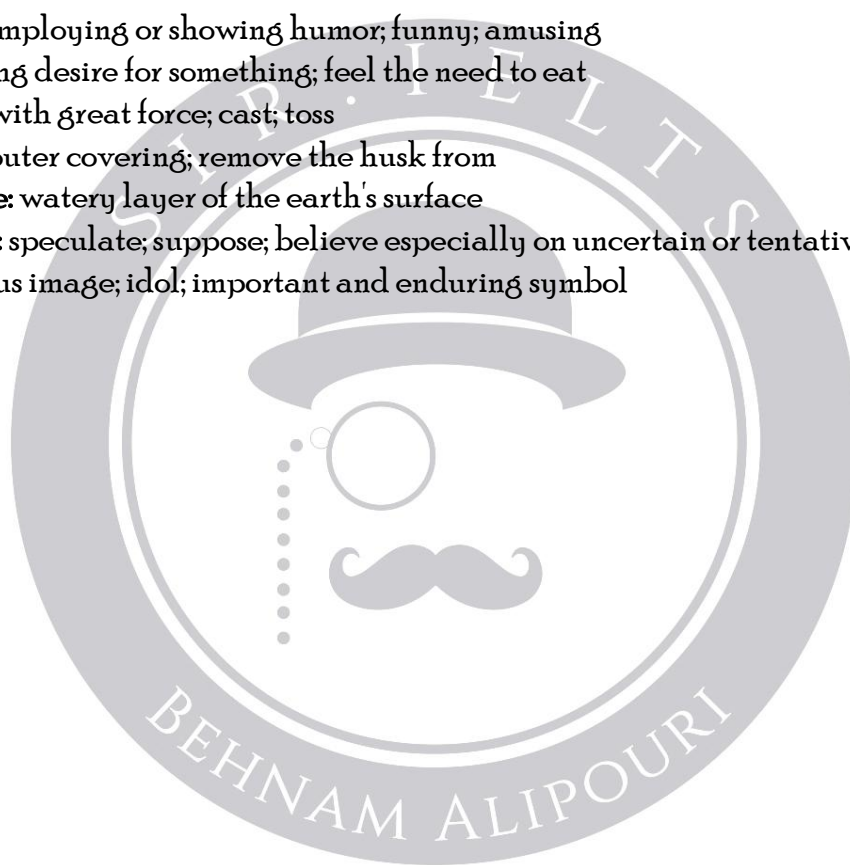 mploying or showing humor; funny; amusing
ng desire for something; feel the need to eat
with great force; cast; toss
outer covering; remove the husk from
e: watery layer of the earth's surface
: speculate; suppose; believe especially on uncertain or tentativ
us image; idol; important and enduring symbol
SIR.IELTS
BEHNAM ALIPOURI